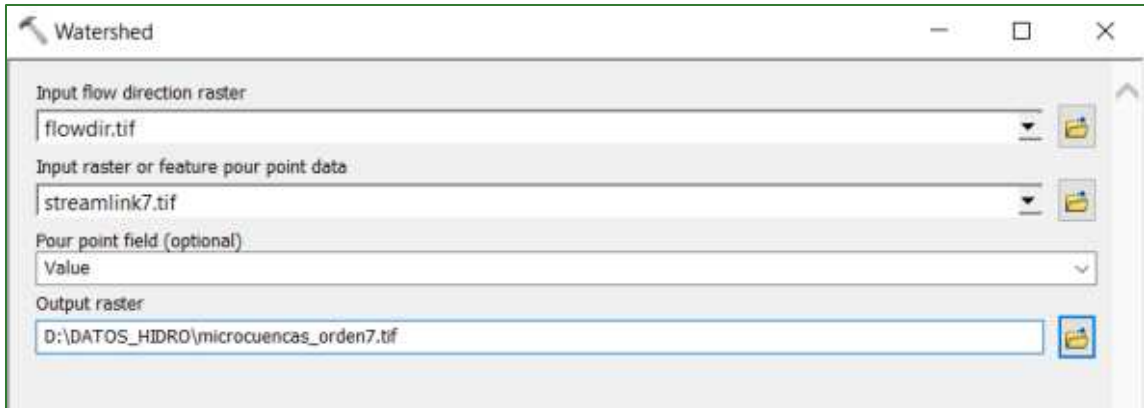 Watershed
Input flow direction raster
flowdir.tif
Input raster or feature pour point data
streamlink7.tif
Pour point field (optional)
Value
Output raster
D:\DATOS_HIDRO\microcuencas_orden7.tif